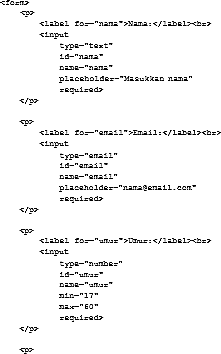 <form>
<p>
<label for="nama">Nama:</label><br>
<input
type="text"
id="nama"
name="nama"
placeholder="Masukkan nama"
required>
</p>
<p>
<label for="email">Email:</label><br>
<input
type="email"
id="email"
name="email"
placeholder="nama@email.com"
required>
</p>
<p>
<label for="umur">Umur:</label><br>
<input
type="number"
id="umur"
name="umur"
min="17"
max="60"
required>
</p>
<p>